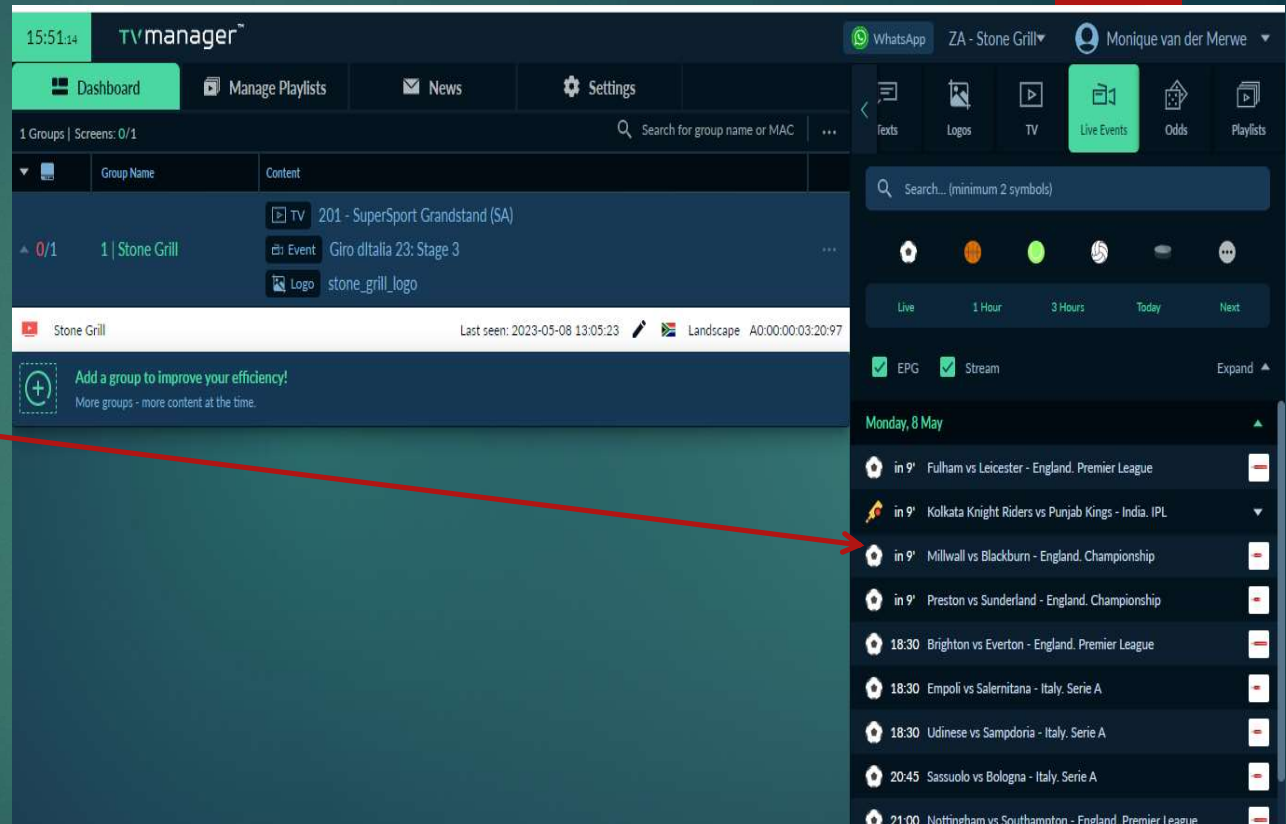 15:51:14 TVmanager™ WhatsApp ZA - Stone Grill Monique van der Merwe
Dashboard Manage Playlists News Settings
Texts Logos TV Live Events Odds Playlists
1 Groups | Screens: 0/1 Search for group name or MAC ...
Group Name Content
Search... (minimum 2 symbols)
TV 201 - SuperSport Grandstand (SA)
0/1 1 | Stone Grill Event Giro dItalia 23: Stage 3 ...
Logo stone_grill_logo
Live 1 Hour 3 Hours Today Next
Stone Grill Last seen: 2023-05-08 13:05:23 Landscape A0:00:00:03:20:97
EPG Stream Expand
Add a group to improve your efficiency!
More groups - more content at the time.
Monday, 8 May
in 9' Fulham vs Leicester - England. Premier League
in 9' Kolkata Knight Riders vs Punjab Kings - India. IPL
in 9' Millwall vs Blackburn - England. Championship
in 9' Preston vs Sunderland - England. Championship
18:30 Brighton vs Everton - England. Premier League
18:30 Empoli vs Salernitana - Italy. Serie A
18:30 Udinese vs Sampdoria - Italy. Serie A
20:45 Sassuolo vs Bologna - Italy. Serie A
21:00 Nottingham vs Southampton - England. Premier League